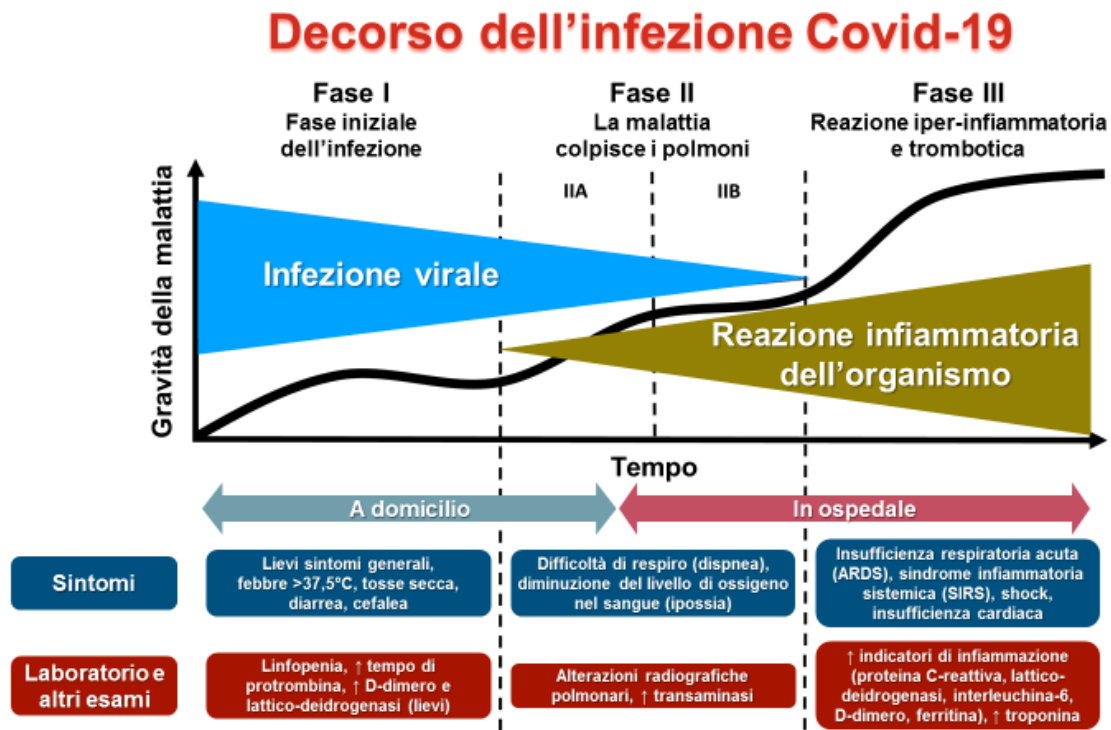 Decorso dell'infezione Covid-19
Fase I
Fase iniziale
dell'infezione
Fase II
La malattia
colpisce i polmoni
Fase III
Reazione iper-infiammatoria
e trombotica
IIA
IIB
Gravità della malattia
Infezione virale
Reazione infiammatoria
dell'organismo
Tempo
A domicilio
In ospedale
Sintomi
Lievi sintomi generali,
febbre >37,5°C, tosse secca,
diarrea, cefalea
Difficoltà di respiro (dispnea),
diminuzione del livello di ossigeno
nel sangue (ipossia)
Insufficienza respiratoria acuta
(ARDS), sindrome infiammatoria
sistemica (SIRS), shock,
insufficienza cardiaca
Laboratorio e
altri esami
Linfopenia, ↑ tempo di
protrombina, ↑ D-dimero e
lattico-deidrogenasi (lievi)
Alterazioni radiografiche
polmonari, ↑ transaminasi
↑ indicatori di infiammazione
(proteina C-reattiva, lattico-
deidrogenasi, interleuchina-6,
D-dimero, ferritina), ↑ troponina